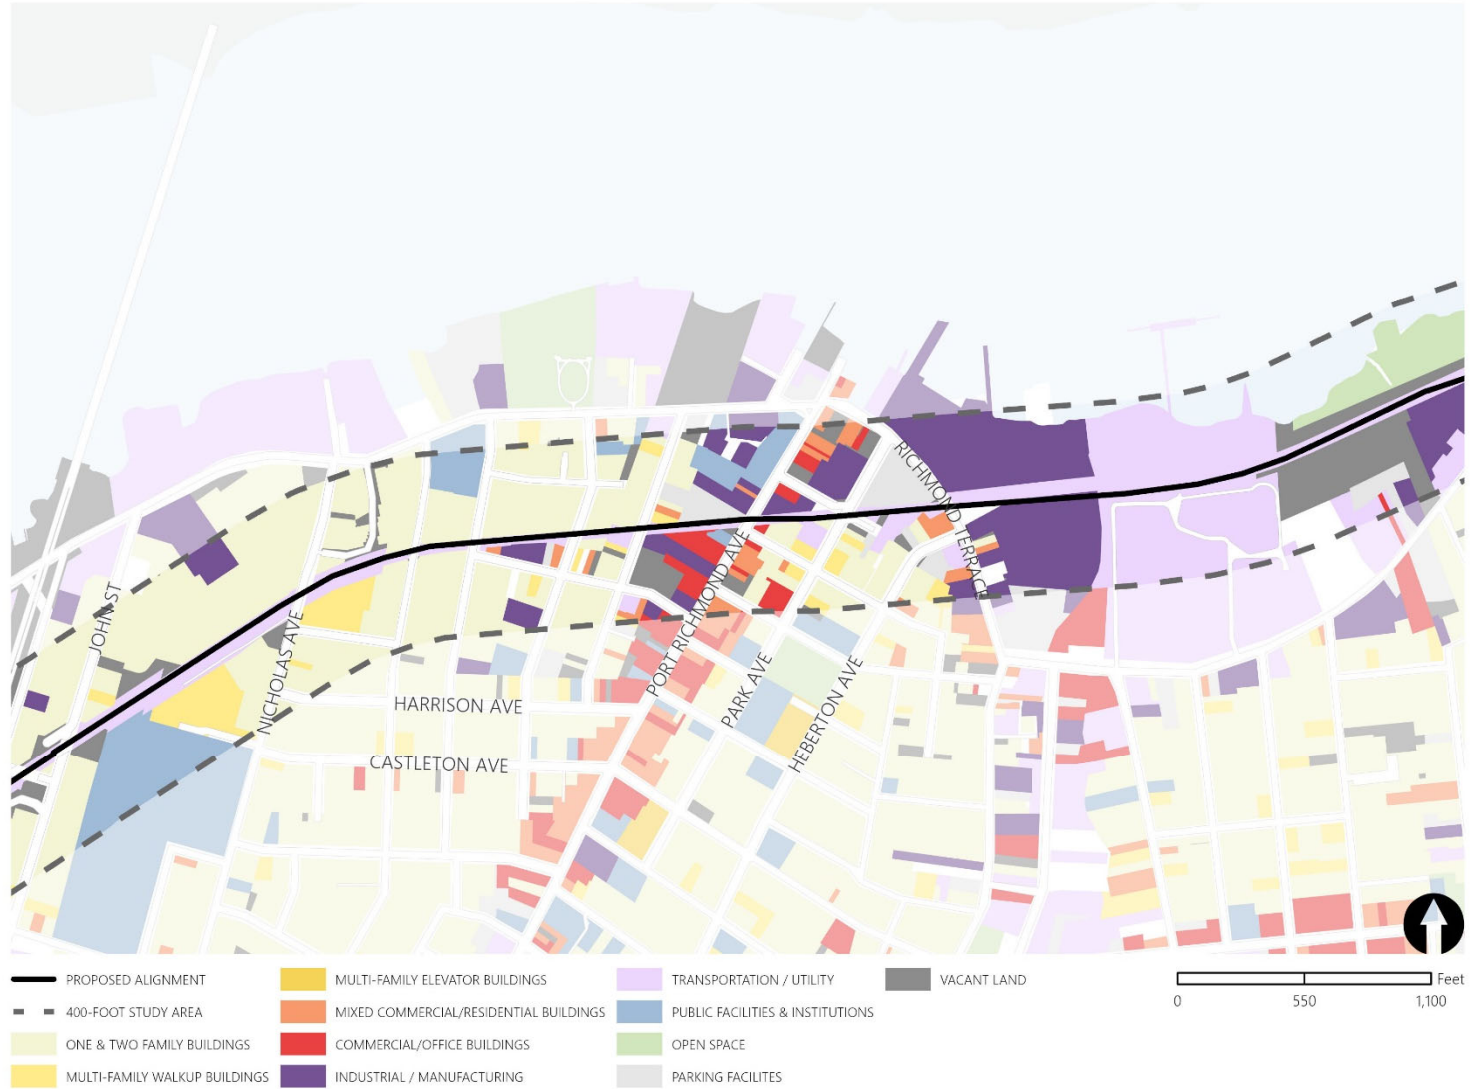 RICHMOND TERRACE
JOHN ST
NICHOLAS AVE
PORT RICHMOND AVE
PARK AVE
HEBERTON AVE
HARRISON AVE
CASTLETON AVE
PROPOSED ALIGNMENT
400-FOOT STUDY AREA
ONE & TWO FAMILY BUILDINGS
MULTI-FAMILY WALKUP BUILDINGS
MULTI-FAMILY ELEVATOR BUILDINGS
MIXED COMMERCIAL/RESIDENTIAL BUILDINGS
COMMERCIAL/OFFICE BUILDINGS
INDUSTRIAL / MANUFACTURING
TRANSPORTATION / UTILITY
PUBLIC FACILITIES & INSTITUTIONS
OPEN SPACE
PARKING FACILITES
VACANT LAND
Feet
0 550 1,100